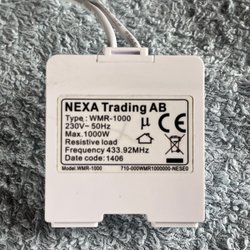 NEXA Trading AB
Type : WMR-1000
230V~ 50Hz
Max.1000W
Resistive load
Frequency 433.92MHz
Date code: 1406
µ
CE
Model.WMR-1000 710-000WMR1000000-NESE0